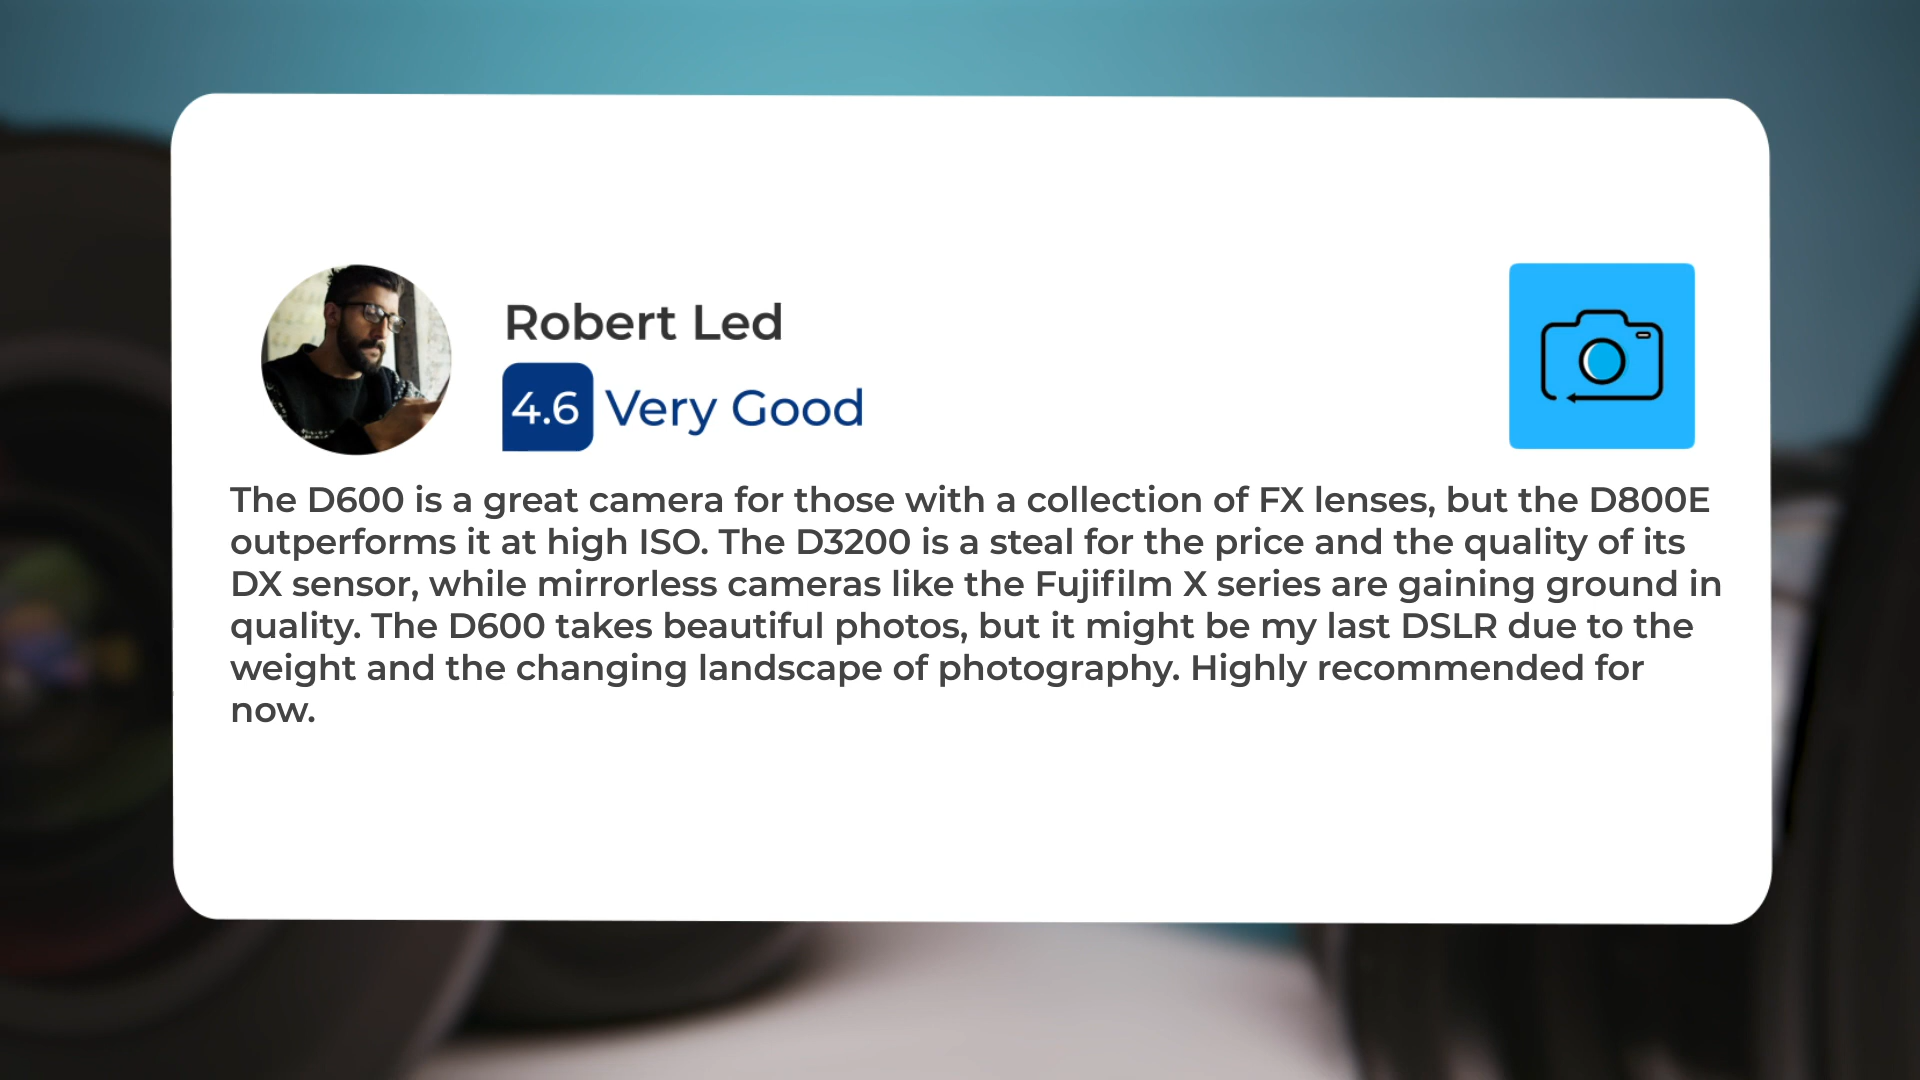 Robert Led
4.6 Very Good
The D600 is a great camera for those with a collection of FX lenses, but the D800E
outperforms it at high ISO. The D3200 is a steal for the price and the quality of its
DX sensor, while mirrorless cameras like the Fujifilm X series are gaining ground in
quality. The D600 takes beautiful photos, but it might be my last DSLR due to the
weight and the changing landscape of photography. Highly recommended for
now.